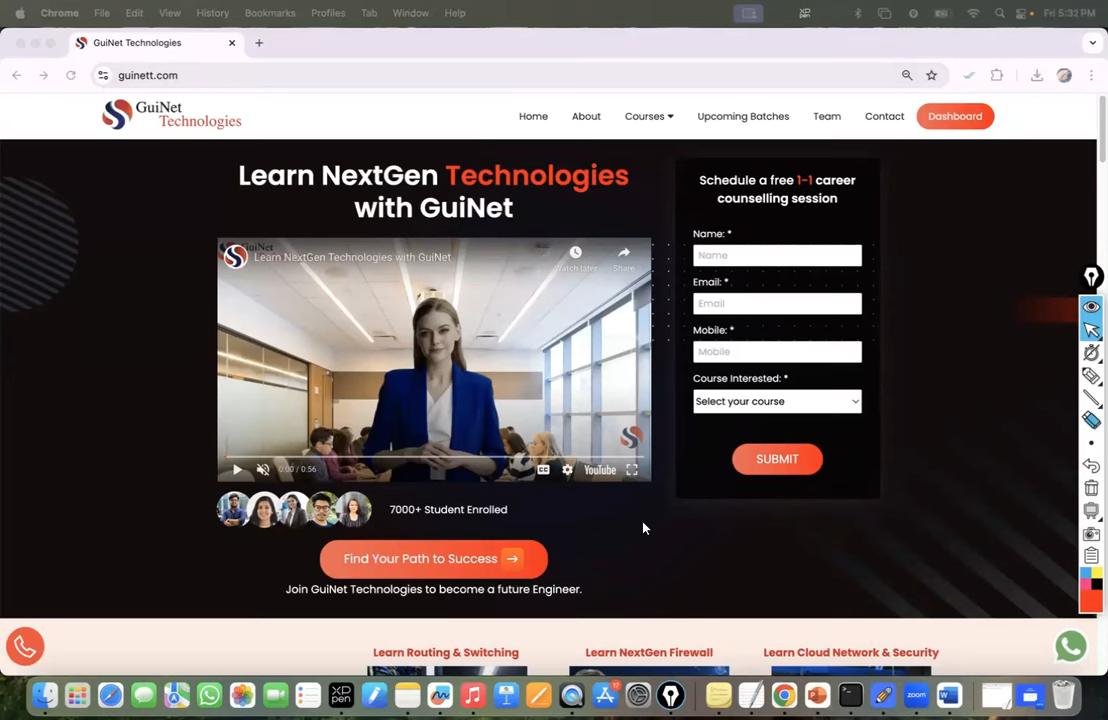 Chrome File Edit View History Bookmarks Profiles Tab Window Help
Fri 5:32 PM
GuiNet Technologies
guinett.com
GuiNet
Technologies
Home About Courses Upcoming Batches Team Contact Dashboard
Learn NextGen Technologies
with GuiNet
Learn NextGen Technologies with GuiNet
Watch later Share
0:00 / 0:56
CC
YouTube
7000+ Student Enrolled
Find Your Path to Success →
Join GuiNet Technologies to become a future Engineer.
Schedule a free 1-1 career
counselling session
Name: *
Name
Email: *
Email
Mobile: *
Mobile
Course Interested: *
Select your course
SUBMIT
Learn Routing & Switching Learn NextGen Firewall Learn Cloud Network & Security
XP
PEN
zoom